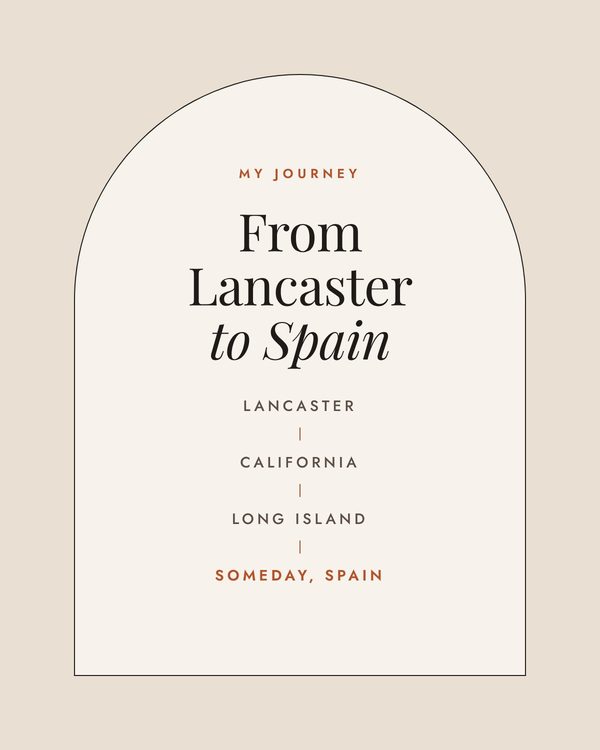 MY JOURNEY
From
Lancaster
to Spain
LANCASTER
CALIFORNIA
LONG ISLAND
SOMEDAY, SPAIN